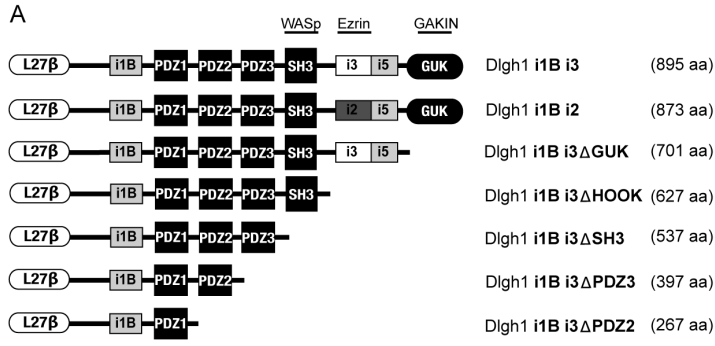 A
WASp Ezrin GAKIN
L27β i1B PDZ1 PDZ2 PDZ3 SH3 i3 i5 GUK Dlgh1 i1B i3 (895 aa)
L27β i1B PDZ1 PDZ2 PDZ3 SH3 i2 i5 GUK Dlgh1 i1B i2 (873 aa)
L27β i1B PDZ1 PDZ2 PDZ3 SH3 i3 i5 Dlgh1 i1B i3ΔGUK (701 aa)
L27β i1B PDZ1 PDZ2 PDZ3 SH3 Dlgh1 i1B i3ΔHOOK (627 aa)
L27β i1B PDZ1 PDZ2 PDZ3 Dlgh1 i1B i3ΔSH3 (537 aa)
L27β i1B PDZ1 PDZ2 Dlgh1 i1B i3ΔPDZ3 (397 aa)
L27β i1B PDZ1 Dlgh1 i1B i3ΔPDZ2 (267 aa)